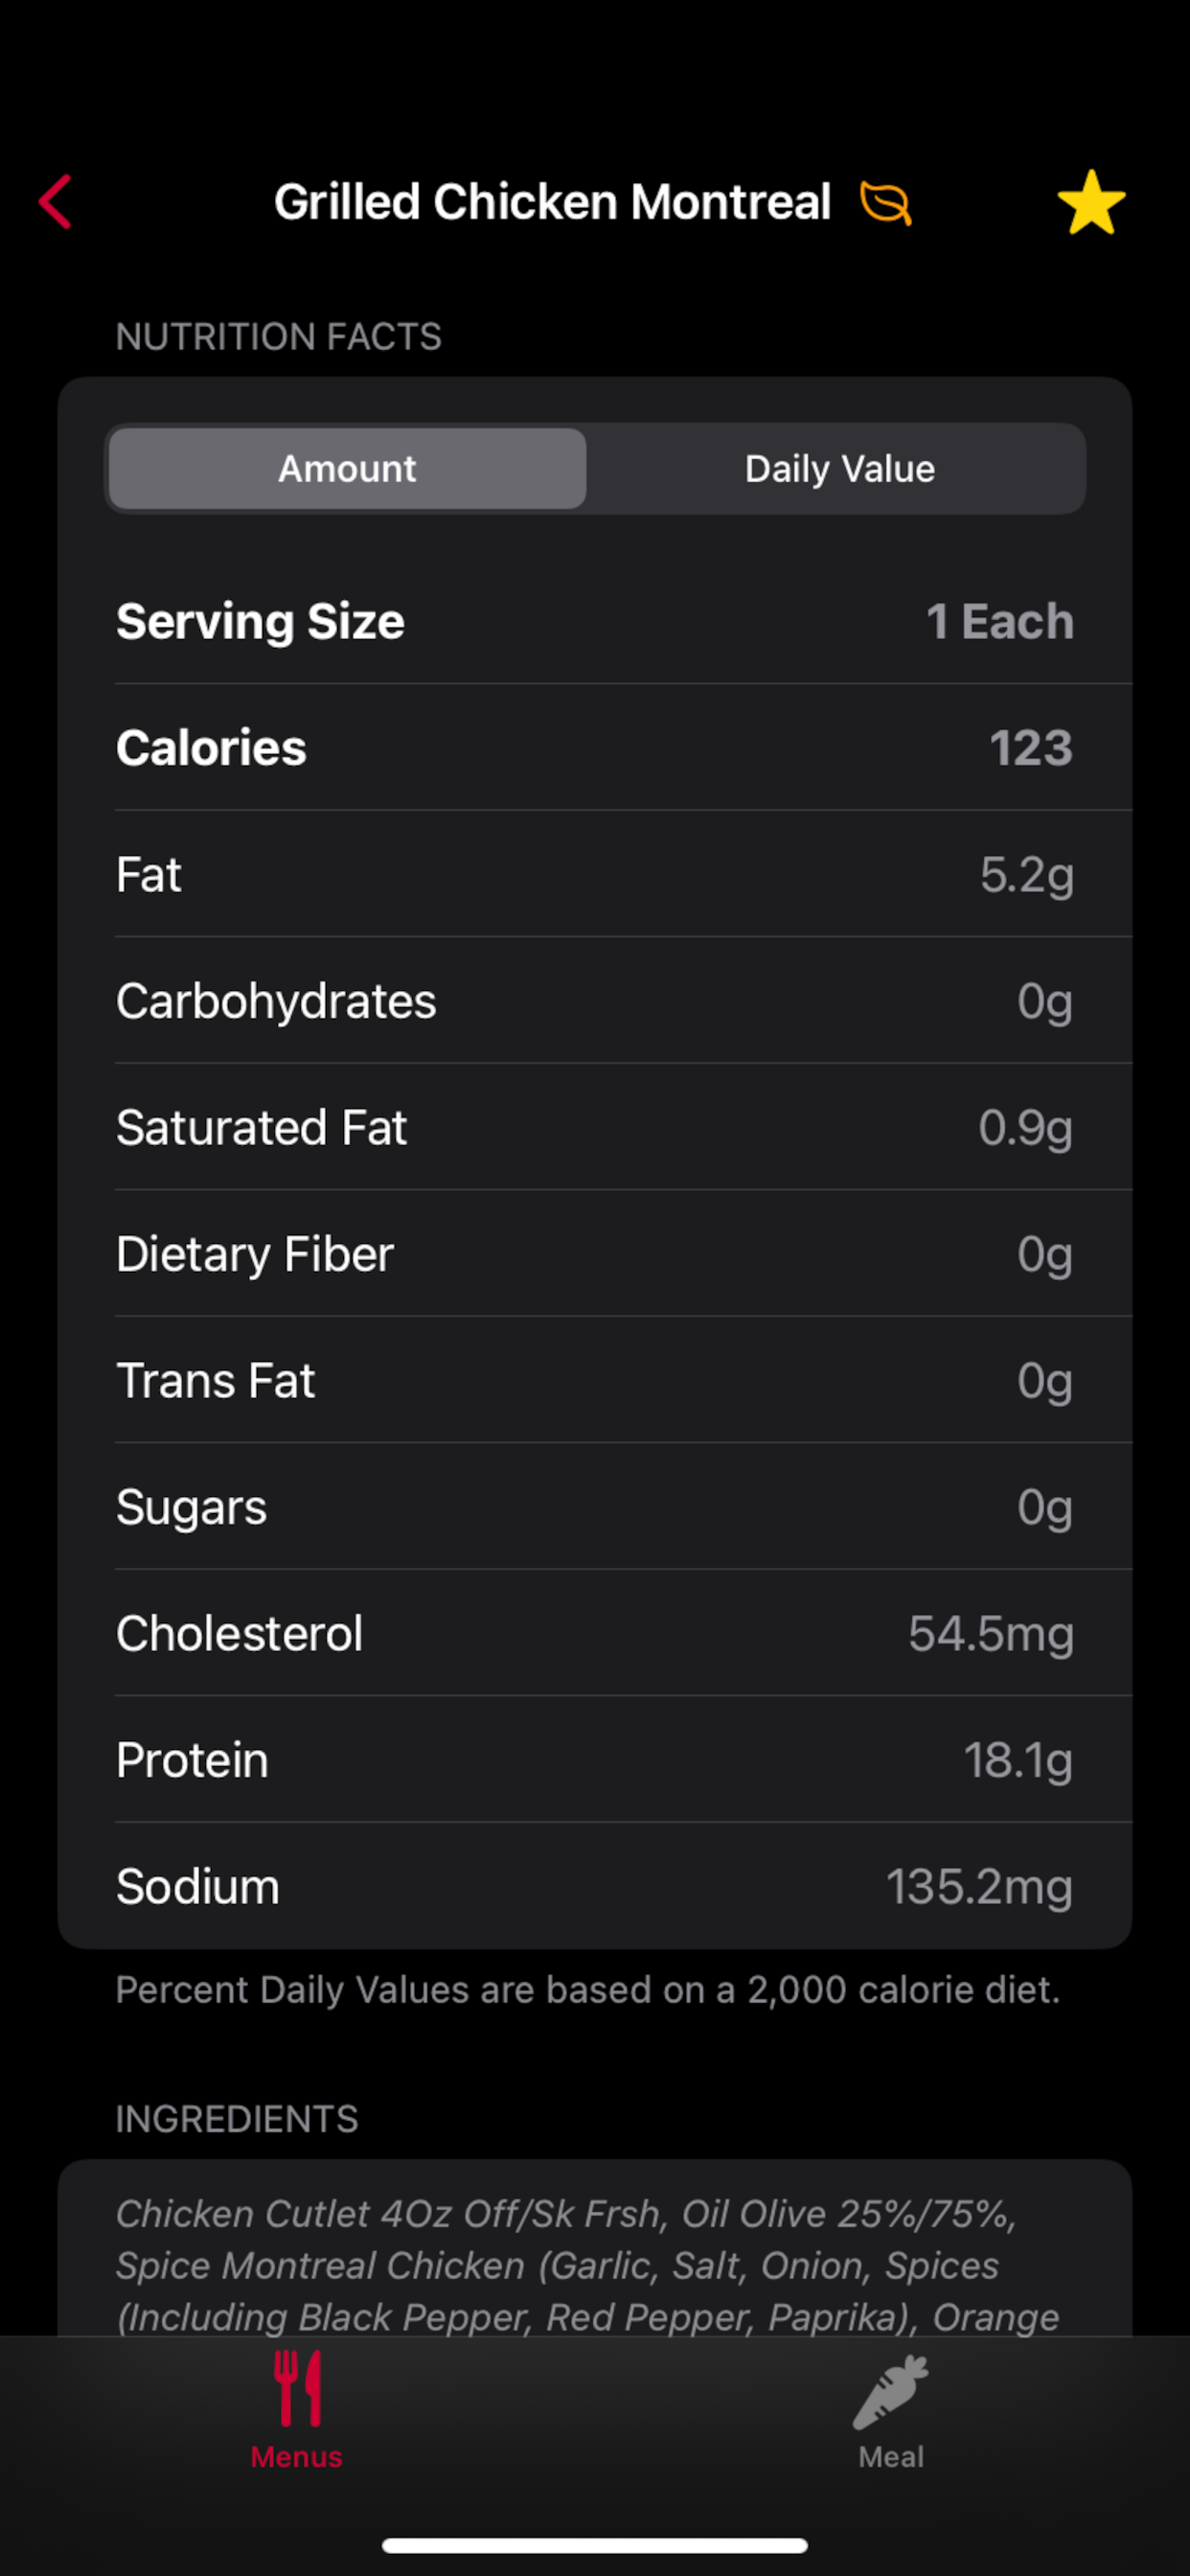 Grilled Chicken Montreal
NUTRITION FACTS
Amount
Daily Value
Serving Size 1 Each
Calories 123
Fat 5.2g
Carbohydrates 0g
Saturated Fat 0.9g
Dietary Fiber 0g
Trans Fat 0g
Sugars 0g
Cholesterol 54.5mg
Protein 18.1g
Sodium 135.2mg
Percent Daily Values are based on a 2,000 calorie diet.
INGREDIENTS
Chicken Cutlet 4Oz Off/Sk Frsh, Oil Olive 25%/75%,
Spice Montreal Chicken (Garlic, Salt, Onion, Spices
(Including Black Pepper, Red Pepper, Paprika), Orange
Menus
Meal